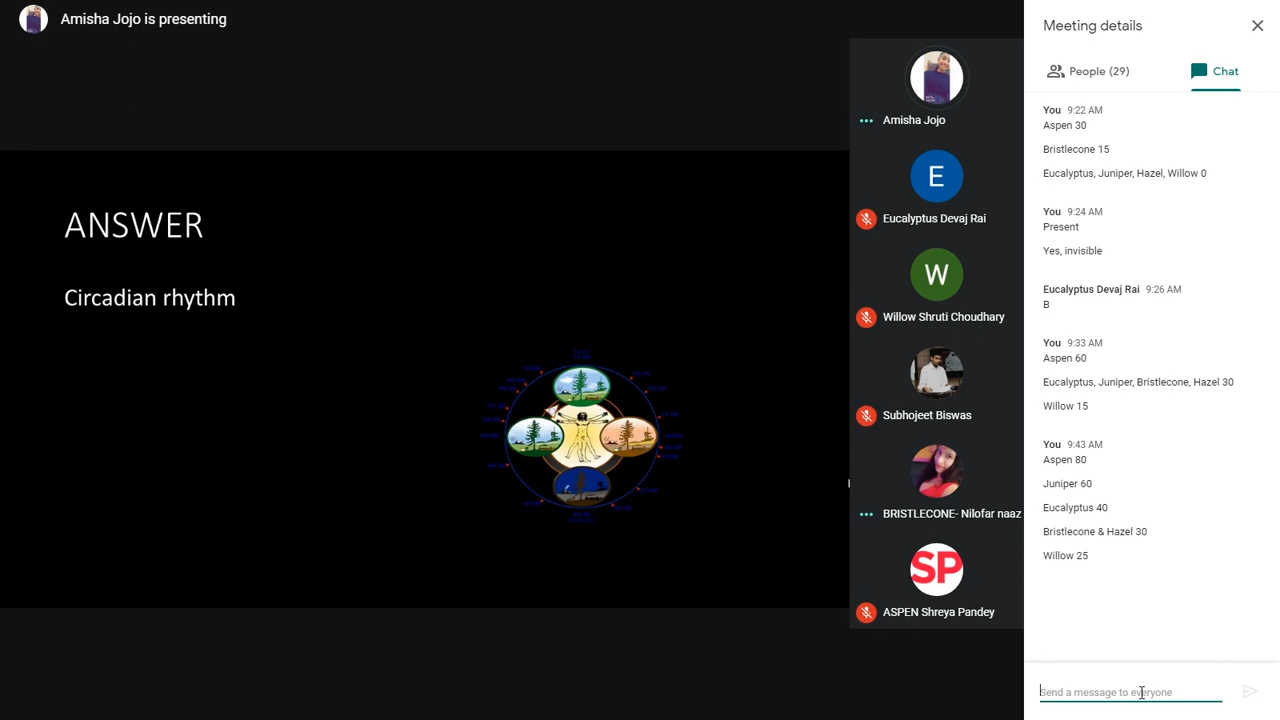 Amisha Jojo is presenting
ANSWER
Circadian rhythm
Amisha Jojo
E
Eucalyptus Devaj Rai
W
Willow Shruti Choudhary
Subhojeet Biswas
BRISTLECONE- Nilofar naaz
SP
ASPEN Shreya Pandey
Meeting details
People (29)
Chat
You 9:22 AM
Aspen 30
Bristlecone 15
Eucalyptus, Juniper, Hazel, Willow 0
You 9:24 AM
Present
Yes, invisible
Eucalyptus Devaj Rai 9:26 AM
B
You 9:33 AM
Aspen 60
Eucalyptus, Juniper, Bristlecone, Hazel 30
Willow 15
You 9:43 AM
Aspen 80
Juniper 60
Eucalyptus 40
Bristlecone & Hazel 30
Willow 25
Send a message to everyone